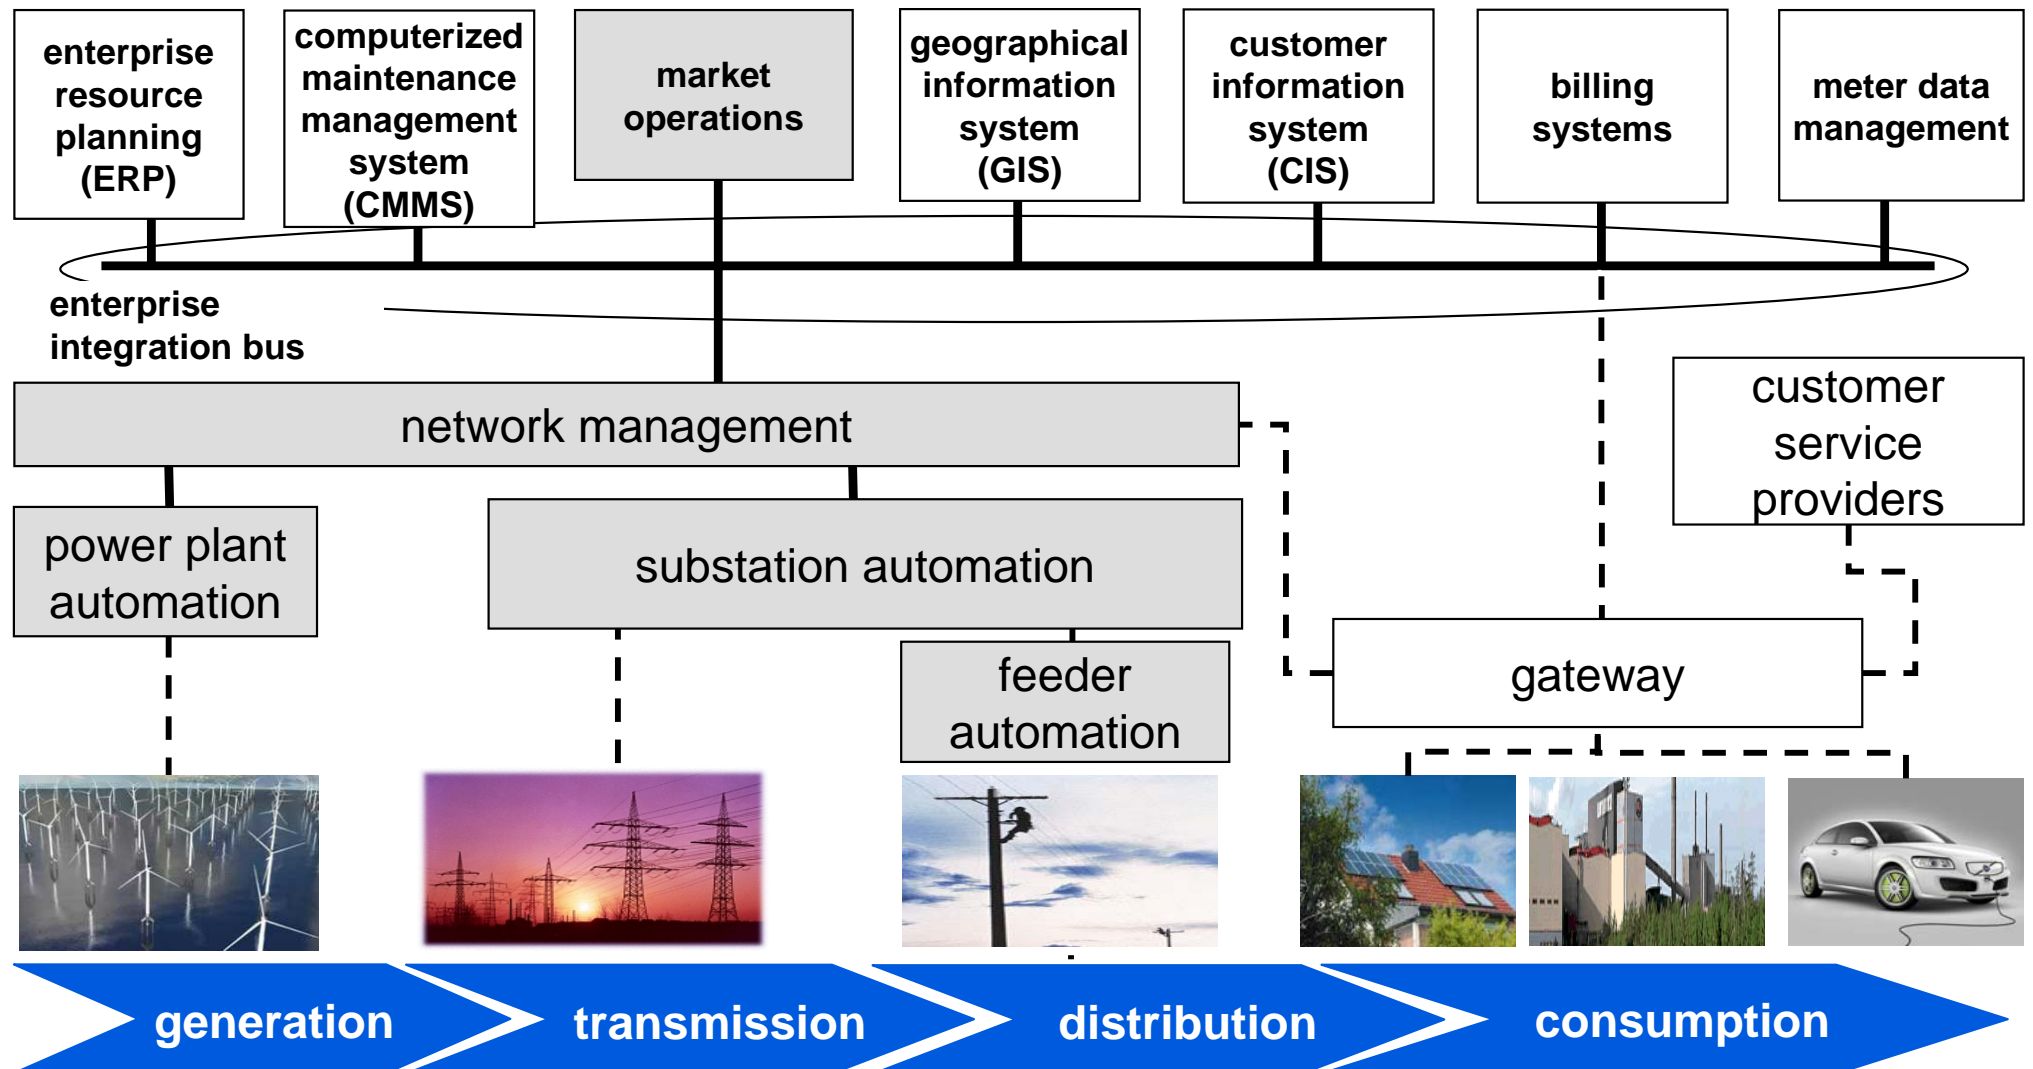 enterprise
resource
planning
(ERP)
computerized
maintenance
management
system
(CMMS)
market
operations
geographical
information
system
(GIS)
customer
information
system
(CIS)
billing
systems
meter data
management
enterprise
integration bus
network management
customer
service
providers
power plant
automation
substation automation
feeder
automation
gateway
generation
transmission
distribution
consumption